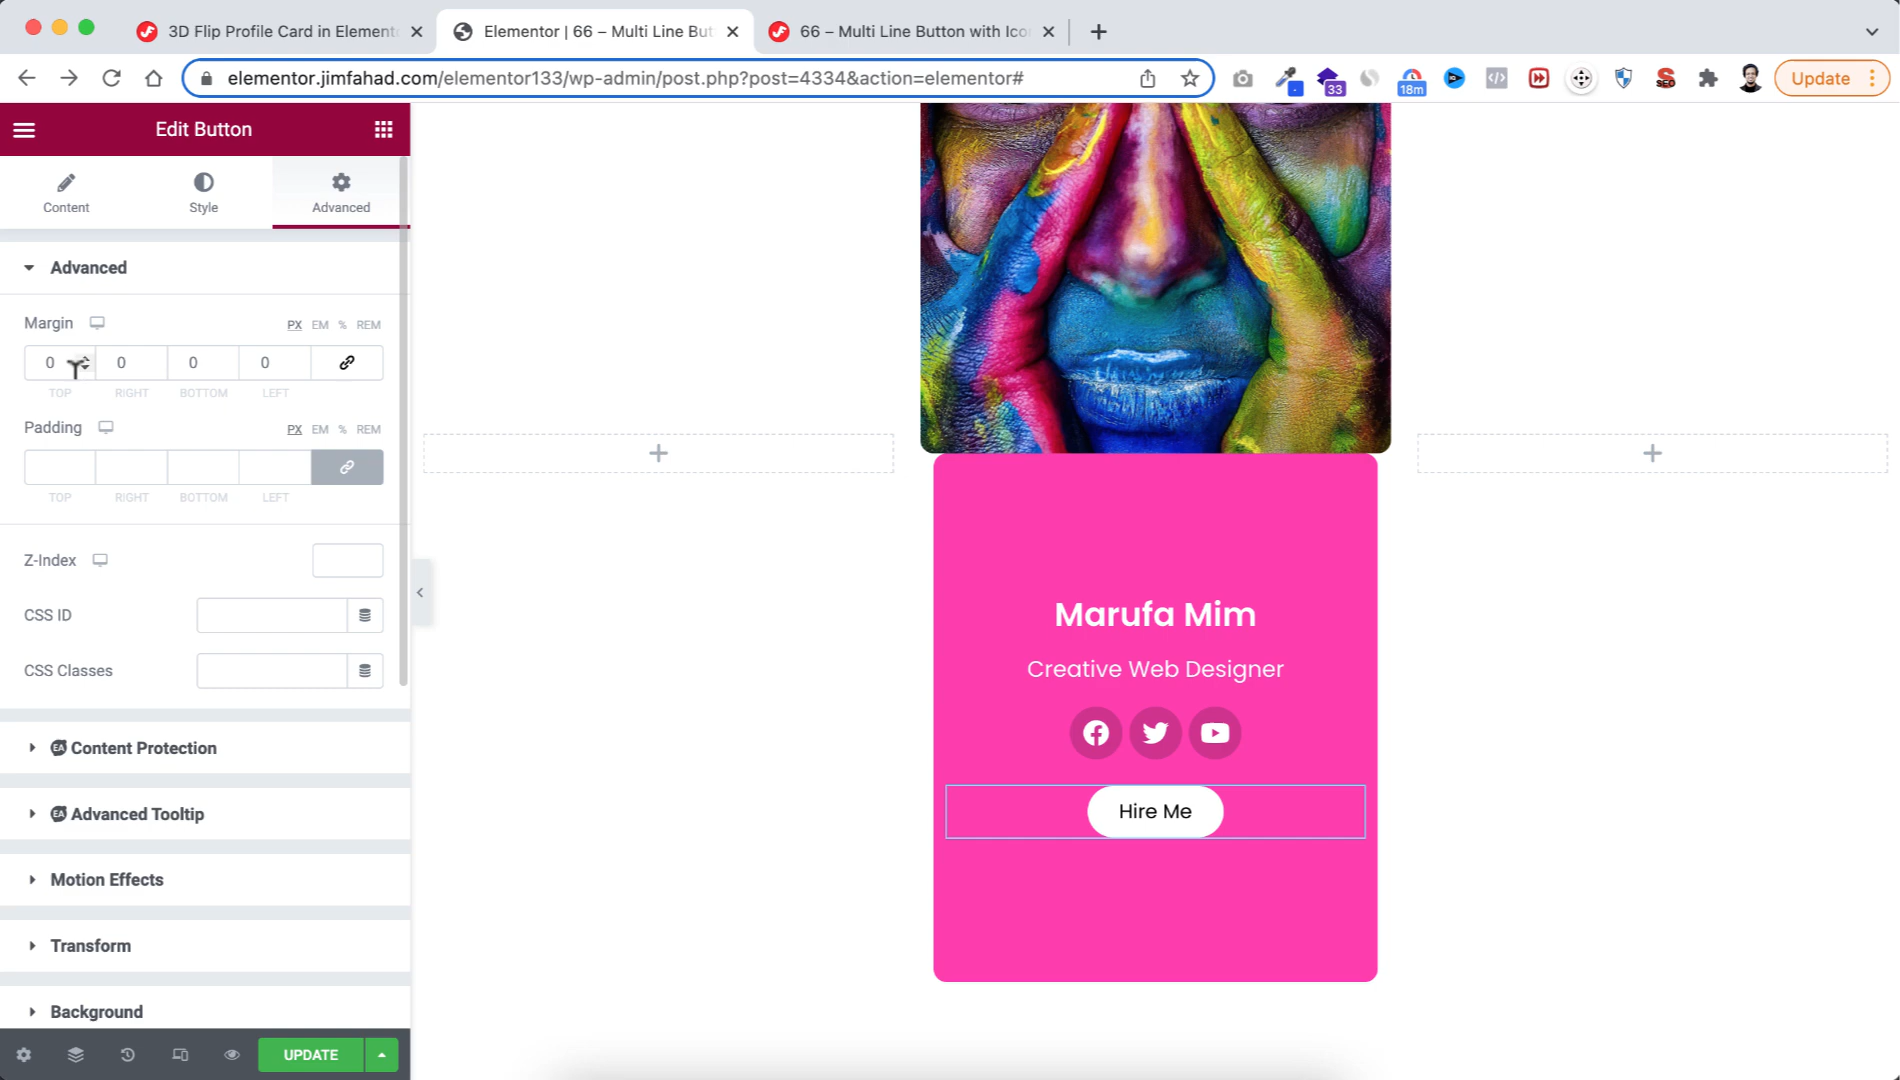 3D Flip Profile Card in Element
Elementor | 66 – Multi Line But
66 – Multi Line Button with Ico
elementor.jimfahad.com/elementor133/wp-admin/post.php?post=4334&action=elementor#
33
18m
SEO
Update
Edit Button
Content
Style
Advanced
Advanced
Margin
PX EM % REM
0 0 0 0
TOP RIGHT BOTTOM LEFT
Padding
PX EM % REM
TOP RIGHT BOTTOM LEFT
Z-Index
CSS ID
CSS Classes
EA Content Protection
EA Advanced Tooltip
Motion Effects
Transform
Background
UPDATE
Marufa Mim
Creative Web Designer
Hire Me